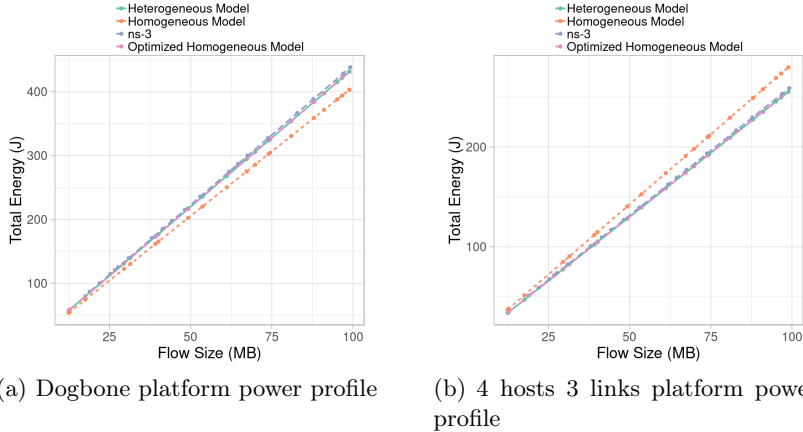 Heterogeneous Model
Homogeneous Model
ns-3
Optimized Homogeneous Model
400
300
200
100
Total Energy (J)
25
50
75
100
Flow Size (MB)
a) Dogbone platform power profile
Heterogeneous Model
Homogeneous Model
ns-3
Optimized Homogeneous Model
200
100
Total Energy (J)
25
50
75
100
Flow Size (MB)
(b) 4 hosts 3 links platform powe
profile